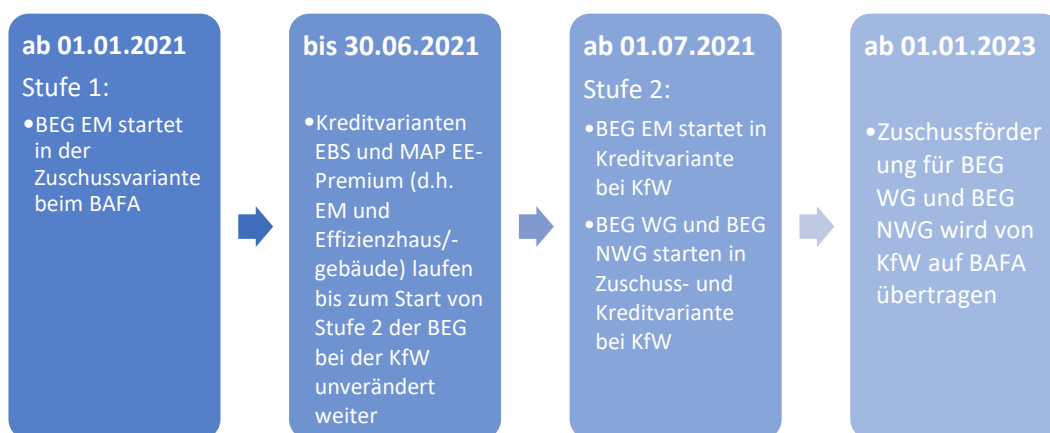 ab 01.01.2021
Stufe 1:
•BEG EM startet
in der
Zuschussvariante
beim BAFA
bis 30.06.2021
•Kreditvarianten
EBS und MAP EE-
Premium (d.h.
EM und
Effizienzhaus/-
gebäude) laufen
bis zum Start von
Stufe 2 der BEG
bei der KfW
unverändert
weiter
ab 01.07.2021
Stufe 2:
•BEG EM startet in
Kreditvariante
bei KfW
•BEG WG und BEG
NWG starten in
Zuschuss- und
Kreditvariante
bei KfW
ab 01.01.2023
•Zuschussförder
ung für BEG
WG und BEG
NWG wird von
KfW auf BAFA
übertragen